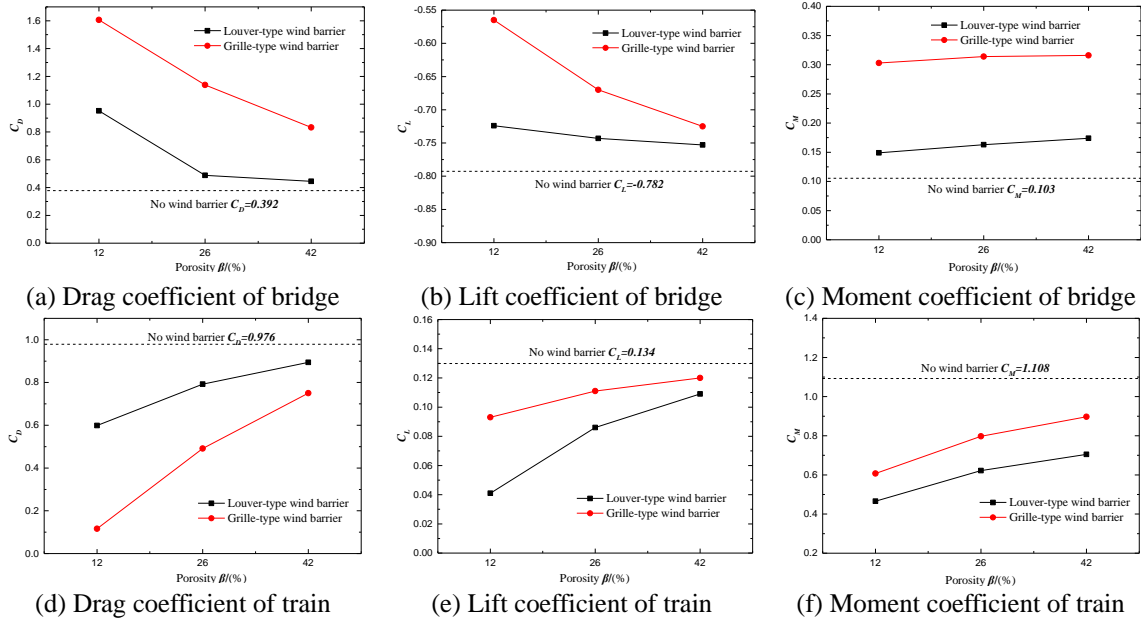 1.6
1.4
1.2
1.0
0.8
0.6
0.4
0.2
0.0
C_D
Louver-type wind barrier
Grille-type wind barrier
No wind barrier C_D=0.392
12 26 42
Porosity β/(%)
(a) Drag coefficient of bridge
-0.55
-0.60
-0.65
-0.70
-0.75
-0.80
-0.85
-0.90
C_L
Louver-type wind barrier
Grille-type wind barrier
No wind barrier C_L=-0.782
12 26 42
Porosity β/(%)
(b) Lift coefficient of bridge
0.40
0.35
0.30
0.25
0.20
0.15
0.10
0.05
0.00
C_M
Louver-type wind barrier
Grille-type wind barrier
No wind barrier C_M=0.103
12 26 42
Porosity β/(%)
(c) Moment coefficient of bridge
1.0
0.8
0.6
0.4
0.2
0.0
C_D
No wind barrier C_D=0.976
Louver-type wind barrier
Grille-type wind barrier
12 26 42
Porosity β/(%)
(d) Drag coefficient of train
0.16
0.14
0.12
0.10
0.08
0.06
0.04
0.02
0.00
C_L
No wind barrier C_L=0.134
Louver-type wind barrier
Grille-type wind barrier
12 26 42
Porosity β/(%)
(e) Lift coefficient of train
1.4
1.2
1.0
0.8
0.6
0.4
0.2
C_M
No wind barrier C_M=1.108
Louver-type wind barrier
Grille-type wind barrier
12 26 42
Porosity β/(%)
(f) Moment coefficient of train